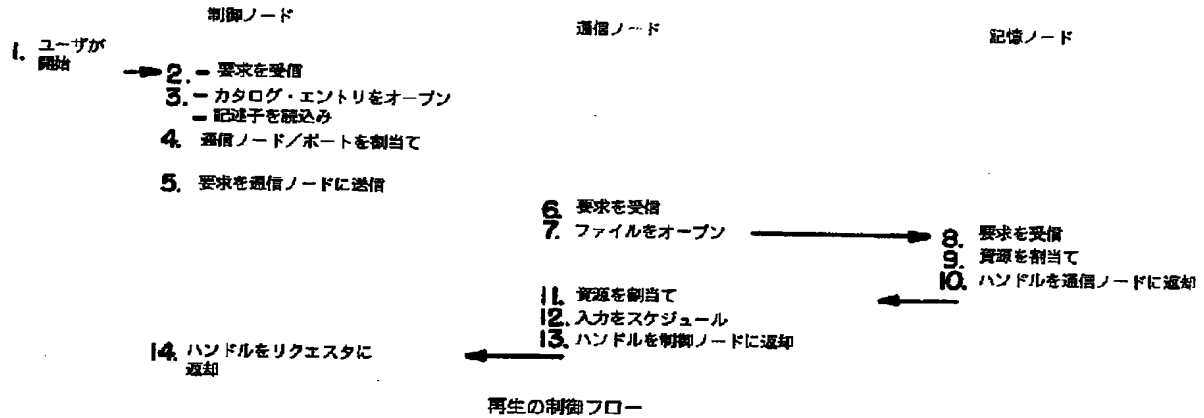 制御ノード
通信ノード
記憶ノード
1. ユーザが
開始
2. ー 要求を受信
3. ー カタログ・エントリをオープン
ー 記述子を読込み
4. 通信ノード/ポートを割当て
5. 要求を通信ノードに送信
6. 要求を受信
7. ファイルをオープン
8. 要求を受信
9. 資源を割当て
10. ハンドルを通信ノードに返却
11. 資源を割当て
12. 入力をスケジュール
13. ハンドルを制御ノードに返却
14. ハンドルをリクエスタに
返却
再生の制御フロー